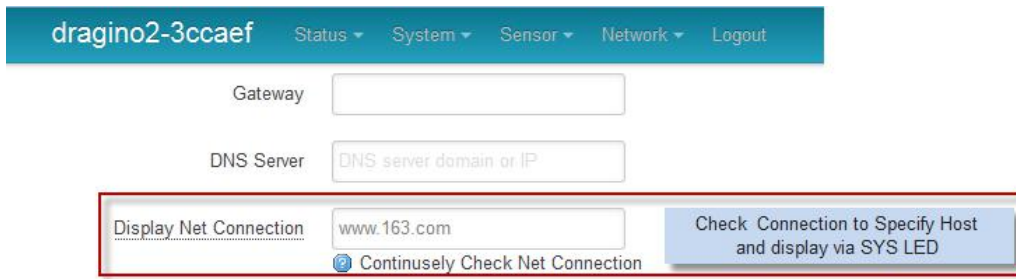 dragino2-3ccaef Status System Sensor Network Logout
Gateway
DNS Server DNS server domain or IP
Display Net Connection www.163.com
Continusely Check Net Connection
Check Connection to Specify Host
and display via SYS LED